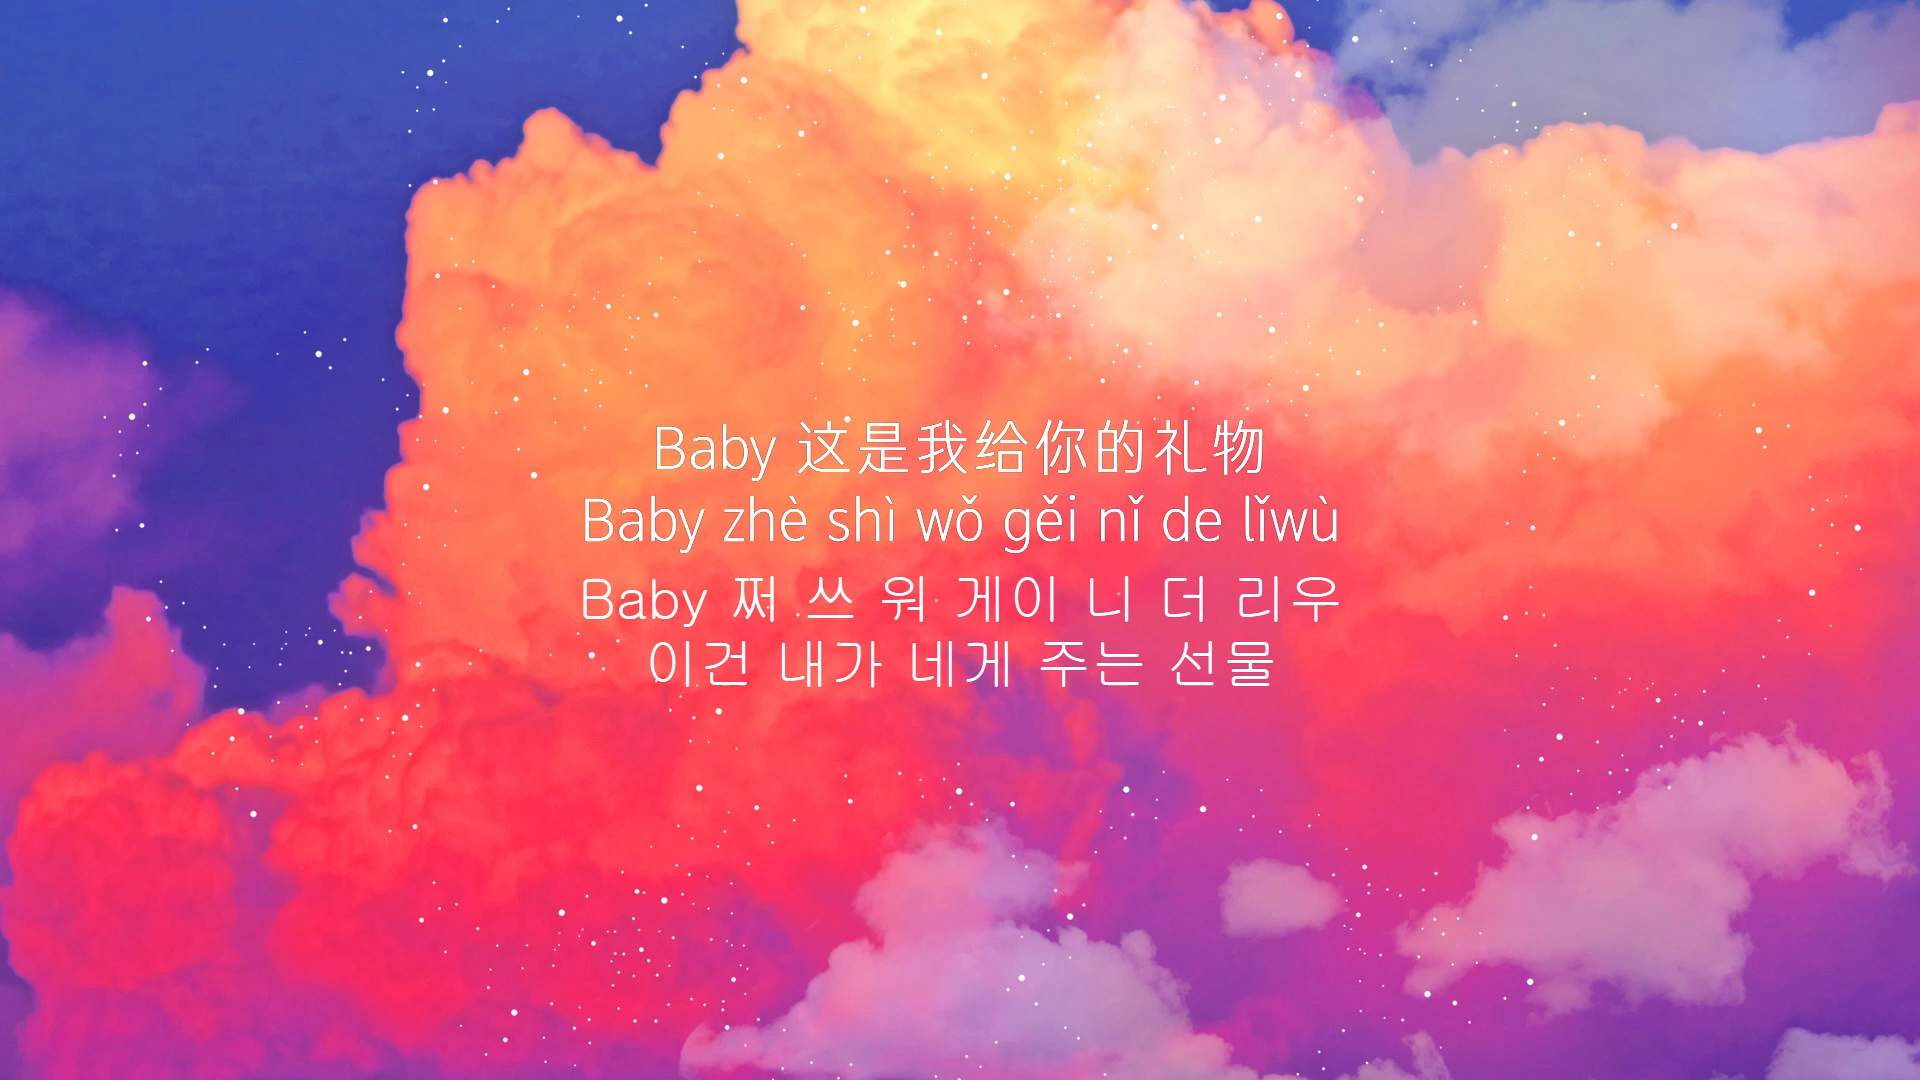 Baby 这是我给你的礼物
Baby zhè shì wǒ gěi nǐ de lǐwù
Baby 쪄 쓰 워 게이 니 더 리우
이건 내가 네게 주는 선물